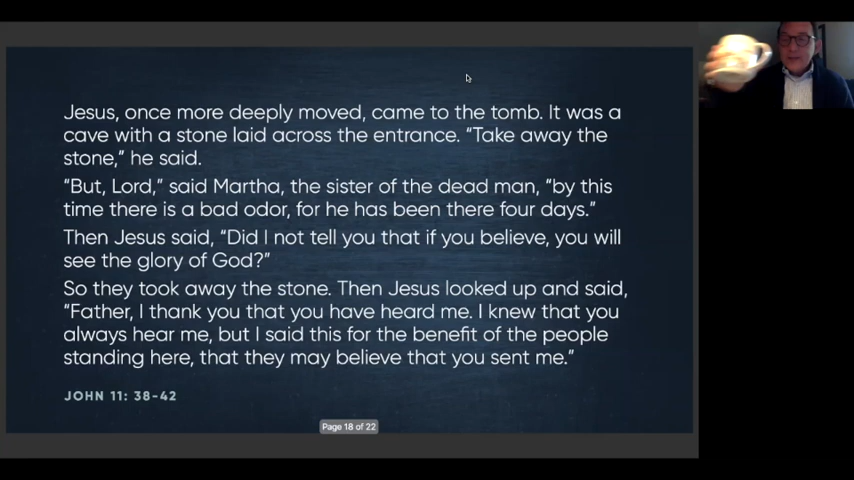 Jesus, once more deeply moved, came to the tomb. It was a
cave with a stone laid across the entrance. “Take away the
stone,” he said.
“But, Lord,” said Martha, the sister of the dead man, “by this
time there is a bad odor, for he has been there four days.”
Then Jesus said, “Did I not tell you that if you believe, you will
see the glory of God?”
So they took away the stone. Then Jesus looked up and said,
“Father, I thank you that you have heard me. I knew that you
always hear me, but I said this for the benefit of the people
standing here, that they may believe that you sent me.”
JOHN 11: 38-42
Page 18 of 22